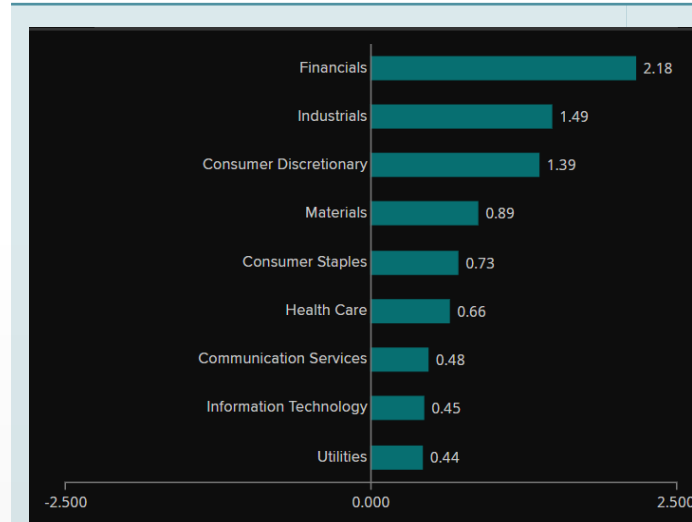 Financials 2.18
Industrials 1.49
Consumer Discretionary 1.39
Materials 0.89
Consumer Staples 0.73
Health Care 0.66
Communication Services 0.48
Information Technology 0.45
Utilities 0.44
-2.500 0.000 2.500